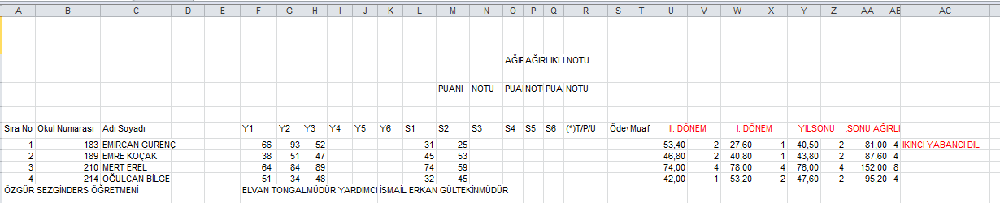 A B C D E F G H I J K L M N O P Q R S T U V W X Y Z AA AB AC
AĞIR AĞIRLIKLI NOTU
PUANI NOTU PUA NOT PUA NOTU
Sıra No Okul Numarası Adı Soyadı Y1 Y2 Y3 Y4 Y5 Y6 S1 S2 S3 S4 S5 S6 (*)T/P/U Ödev Muaf II. DÖNEM I. DÖNEM YILSONU .SONU AĞIRLI
1 183 EMİRCAN GÜRENÇ 66 93 52 31 25 53,40 2 27,60 1 40,50 2 81,00 4 İKİNCİ YABANCI DİL
2 189 EMRE KOÇAK 38 51 47 45 53 46,80 2 40,80 1 43,80 2 87,60 4
3 210 MERT EREL 64 84 89 74 59 74,00 4 78,00 4 76,00 4 152,00 8
4 214 OĞULCAN BİLGE 51 34 48 32 45 42,00 1 53,20 2 47,60 2 95,20 4
ÖZGÜR SEZGİNDERS ÖĞRETMENİ ELVAN TONGALMÜDÜR YARDIMCI İSMAİL ERKAN GÜLTEKİNMÜDÜR